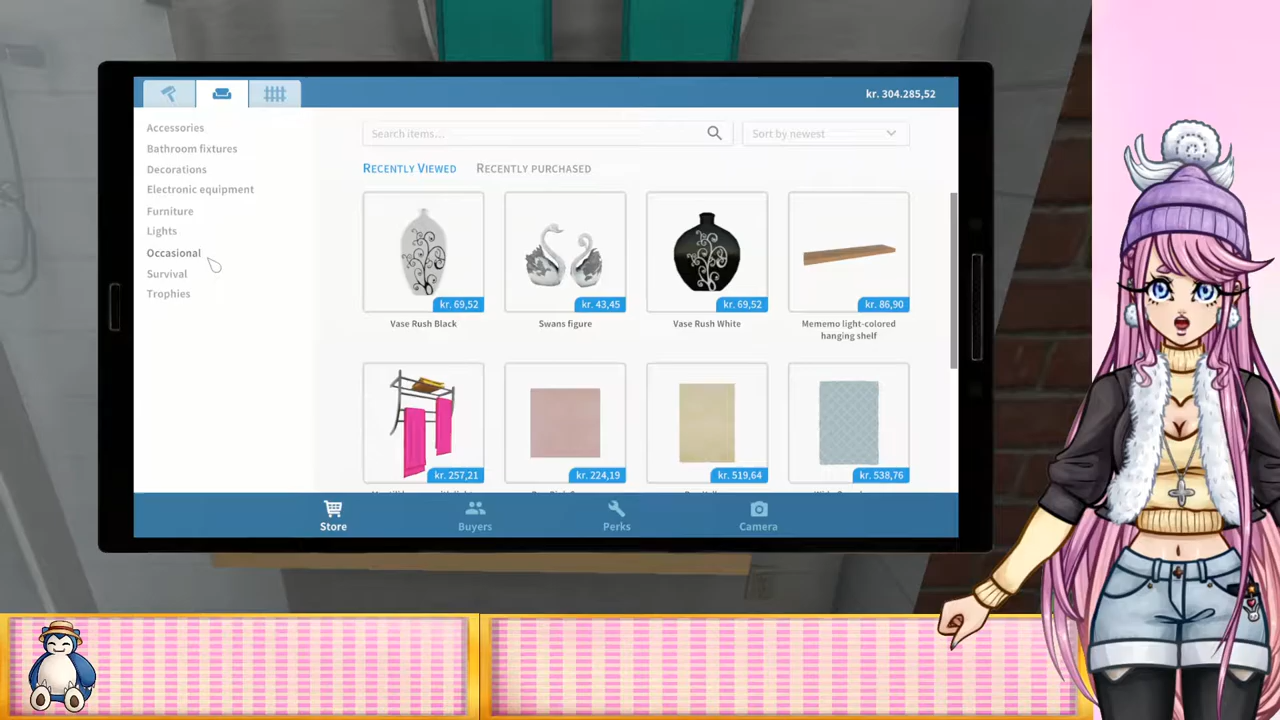 kr. 304.285,52
Accessories
Bathroom fixtures
Decorations
Electronic equipment
Furniture
Lights
Occasional
Survival
Trophies
Search items...
Sort by newest
RECENTLY VIEWED
RECENTLY PURCHASED
kr. 69,52
kr. 43,45
kr. 69,52
kr. 86,90
Vase Rush Black
Swans figure
Vase Rush White
Mememo light-colored
hanging shelf
kr. 257,21
kr. 224,19
kr. 519,64
kr. 538,76
Store
Buyers
Perks
Camera